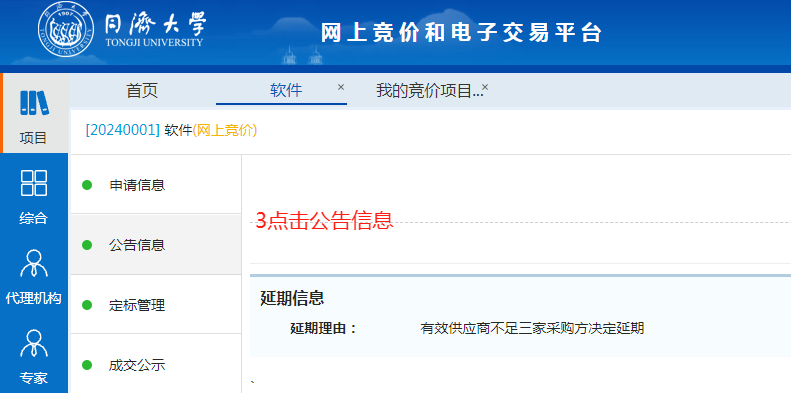 1907
同濟大學
TONGJI UNIVERSITY
网上竞价和电子交易平台
首页
软件 ×
我的竞价项目... ×
项目
综合
代理机构
专家
[20240001] 软件(网上竞价)
申请信息
公告信息
定标管理
成交公示
3点击公告信息
延期信息
延期理由： 有效供应商不足三家采购方决定延期
、